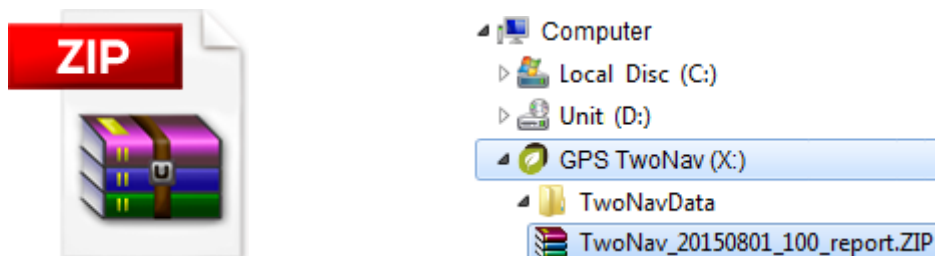 ZIP
Computer
Local Disc (C:)
Unit (D:)
GPS TwoNav (X:)
TwoNavData
TwoNav_20150801_100_report.ZIP